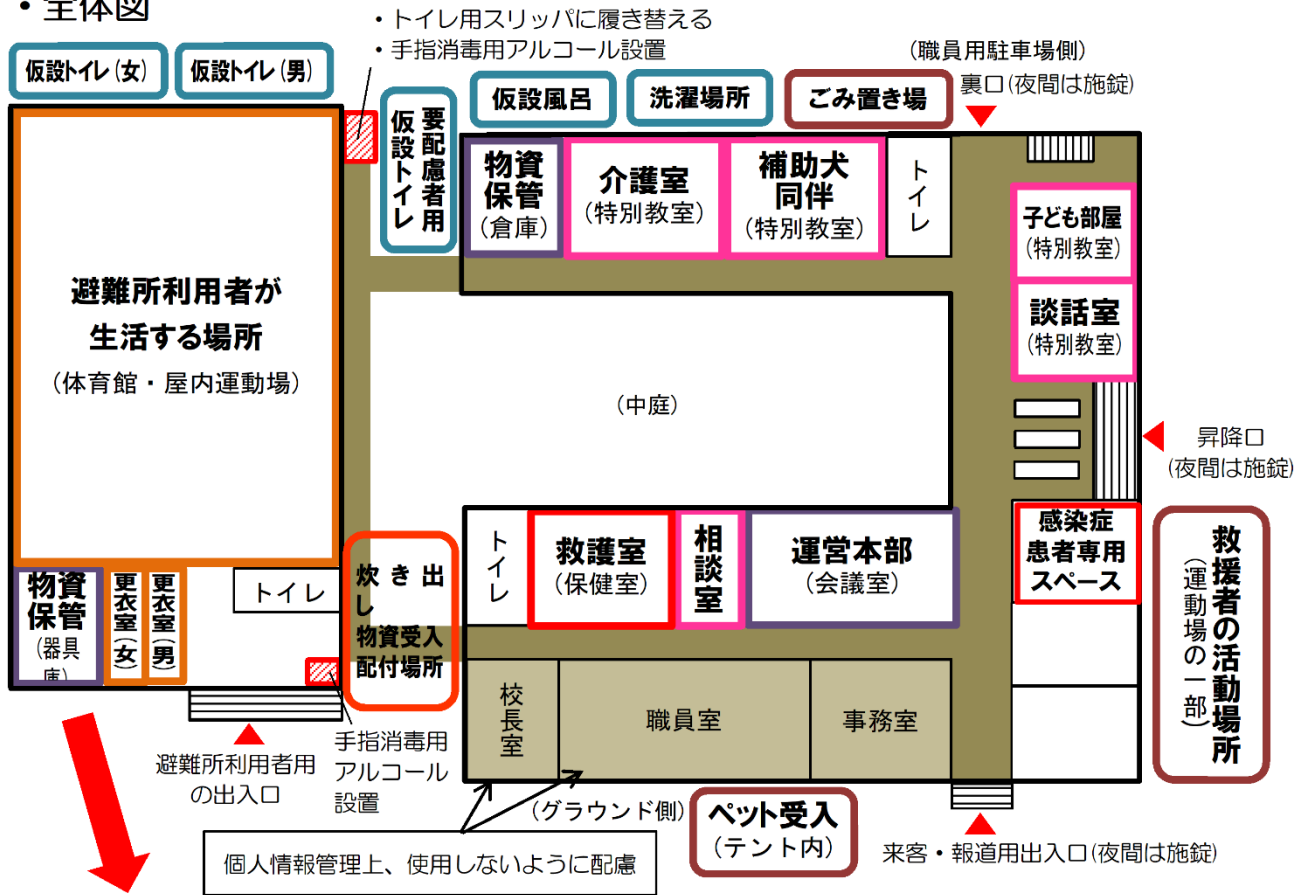 ・全体図
・トイレ用スリッパに履き替える
・手指消毒用アルコール設置
仮設トイレ(女)
仮設トイレ(男)
要配慮者用
仮設トイレ
仮設風呂
洗濯場所
ごみ置き場
(職員用駐車場側)
裏口(夜間は施錠)
物資
保管
(倉庫)
介護室
(特別教室)
補助犬
同伴
(特別教室)
トイレ
子ども部屋
(特別教室)
談話室
(特別教室)
避難所利用者が
生活する場所
(体育館・屋内運動場)
(中庭)
昇降口
(夜間は施錠)
物資
保管
(器具
庫)
更衣室(女)
更衣室(男)
トイレ
炊き出
し
物資受入
配付場所
トイレ
救護室
(保健室)
相談室
運営本部
(会議室)
感染症
患者専用
スペース
救援者の活動場所
(運動場の一部)
校長室
職員室
事務室
避難所利用者用
の出入口
手指消毒用
アルコール
設置
(グラウンド側)
ペット受入
(テント内)
来客・報道用出入口(夜間は施錠)
個人情報管理上、使用しないように配慮